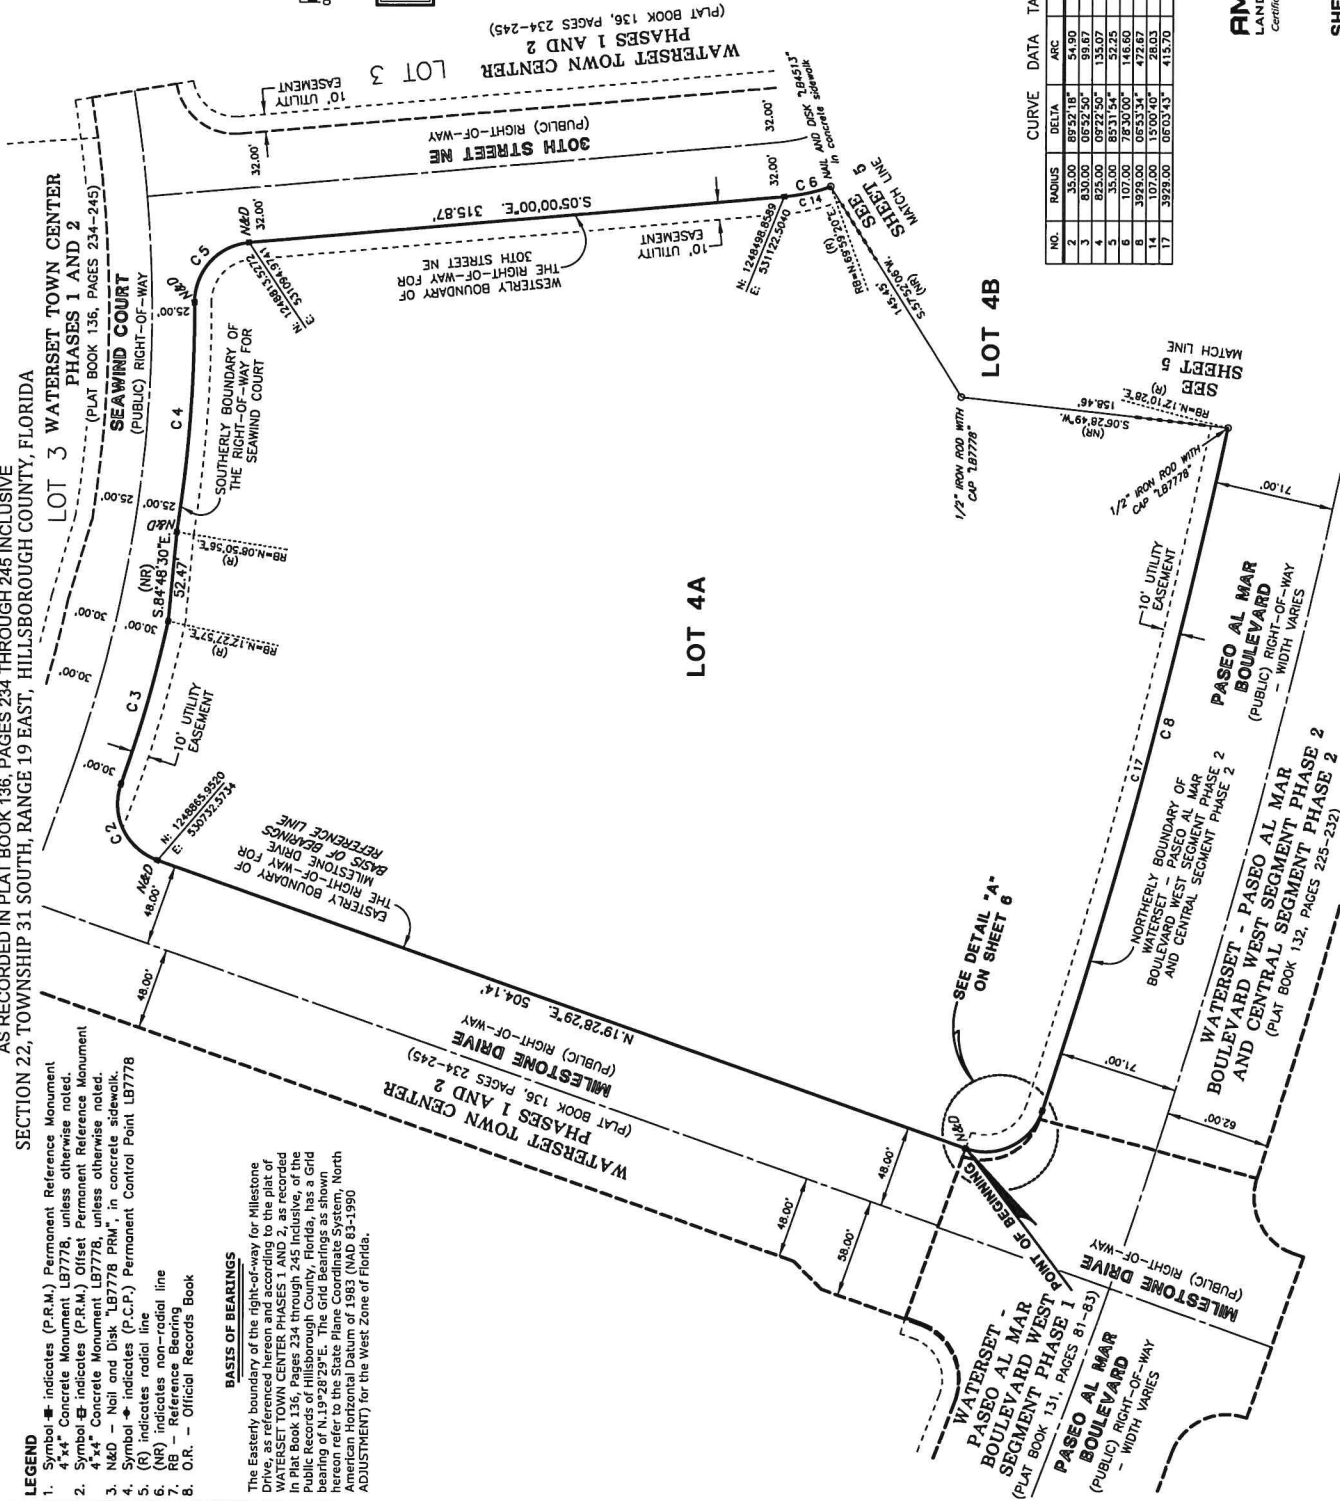 AS RECORDED IN PLAT BOOK 136, PAGES 234 THROUGH 245 INCLUSIVE
SECTION 22, TOWNSHIP 31 SOUTH, RANGE 19 EAST, HILLSBOROUGH COUNTY, FLORIDA
LEGEND
1. Symbol indicates (P.R.M.) Permanent Reference Monument
4"x4" Concrete Monument LB7778, unless otherwise noted.
2. Symbol indicates (P.R.M.) Offset Permanent Reference Monument
4"x4" Concrete Monument LB7778, unless otherwise noted.
3. N&D – Nail and Disk "LB7778 PRM", in concrete sidewalk.
4. Symbol indicates (P.C.P.) Permanent Control Point LB7778
5. (R) indicates radial line
6. (NR) indicates non-radial line
7. RB – Reference Bearing
8. O.R. – Official Records Book
BASIS OF BEARINGS
The Easterly boundary of the right-of-way for Milestone
Drive, as referenced hereon and according to the plat of
WATERSET TOWN CENTER PHASES 1 AND 2, as recorded
in Plat Book 136, Pages 234 through 245 inclusive, of the
Public Records of Hillsborough County, Florida, has a Grid
bearing of N.19°28'29"E. The Grid Bearings as shown
hereon refer to the State Plane Coordinate System, North
American Horizontal Datum of 1983 (NAD 83-1990
ADJUSTMENT) for the West Zone of Florida.
LOT 3
WATERSET TOWN CENTER
PHASES 1 AND 2
(PLAT BOOK 136, PAGES 234-245)
SEAWIND COURT
(PUBLIC) RIGHT-OF-WAY
10' UTILITY
EASEMENT
LOT 3
WATERSET TOWN CENTER
PHASES 1 AND 2
(PLAT BOOK 136, PAGES 234-245)
30TH STREET NE
(PUBLIC) RIGHT-OF-WAY
32.00'
32.00'
32.00'
32.00'
30.00'
30.00'
30.00'
30.00'
25.00'
25.00'
25.00'
C 2
C 3
C 4
C 5
C 6
C 14
N&D
N&D
N&D
N&D
(NR)
S.84°48'30"E.
52.47'
RB=N.12°27'57"E.
(R)
RB=N.08°50'56"E.
(R)
SOUTHERLY BOUNDARY OF
THE RIGHT-OF-WAY FOR
SEAWIND COURT
10' UTILITY
EASEMENT
N: 1248865.9520
E: 530732.5734
N: 1248813.5272
E: 531094.9741
S.05°00'00"E. 315.87'
WESTERLY BOUNDARY OF
THE RIGHT-OF-WAY FOR
30TH STREET NE
10' UTILITY
EASEMENT
N: 1248498.8589
E: 531122.5040
NAIL AND DISK "LB4513"
in concrete sidewalk
RB=N.69°59'20"E.
(R)
145.45'
S.57°52'06"W.
(NR)
SEE
SHEET 5
MATCH LINE
EASTERLY BOUNDARY OF
THE RIGHT-OF-WAY FOR
MILESTONE DRIVE
BASIS OF BEARINGS
REFERENCE LINE
48.00'
48.00'
N.19°28'29"E. 504.14'
MILESTONE DRIVE
(PUBLIC) RIGHT-OF-WAY
WATERSET TOWN CENTER
PHASES 1 AND 2
(PLAT BOOK 136, PAGES 234-245)
LOT 4A
LOT 4B
1/2" IRON ROD WITH
CAP "LB7778"
(NR)
S.06°28'49"W.
158.46'
RB=N.12°10'28"E.
(R)
SEE
SHEET 5
MATCH LINE
1/2" IRON ROD WITH
CAP "LB7778"
71.00'
10' UTILITY
EASEMENT
C 8
C 17
PASEO AL MAR
BOULEVARD
(PUBLIC) RIGHT-OF-WAY
- WIDTH VARIES
NORTHERLY BOUNDARY OF
WATERSET - PASEO AL MAR
BOULEVARD WEST SEGMENT PHASE 2
AND CENTRAL SEGMENT PHASE 2
WATERSET - PASEO AL MAR
BOULEVARD WEST SEGMENT PHASE 2
AND CENTRAL SEGMENT PHASE 2
(PLAT BOOK 132, PAGES 225-232)
71.00'
62.00'
SEE DETAIL "A"
ON SHEET 6
N&D
POINT OF BEGINNING
48.00'
48.00'
58.00'
MILESTONE DRIVE
(PUBLIC) RIGHT-OF-WAY
WATERSET -
PASEO AL MAR
BOULEVARD WEST
SEGMENT PHASE 1
(PLAT BOOK 131, PAGES 81-83)
PASEO AL MAR
BOULEVARD
(PUBLIC) RIGHT-OF-WAY
- WIDTH VARIES
CURVE DATA TA
NO. RADIUS DELTA ARC
2 35.00 89°52'18" 54.90
3 830.00 06°52'50" 99.67
4 825.00 09°22'50" 135.07
5 35.00 85°31'54" 52.25
6 107.00 78°30'00" 146.60
8 3929.00 06°53'34" 472.67
14 107.00 15°00'40" 28.03
17 3929.00 06°03'43" 415.70
AM
LAND
Certific
SHE